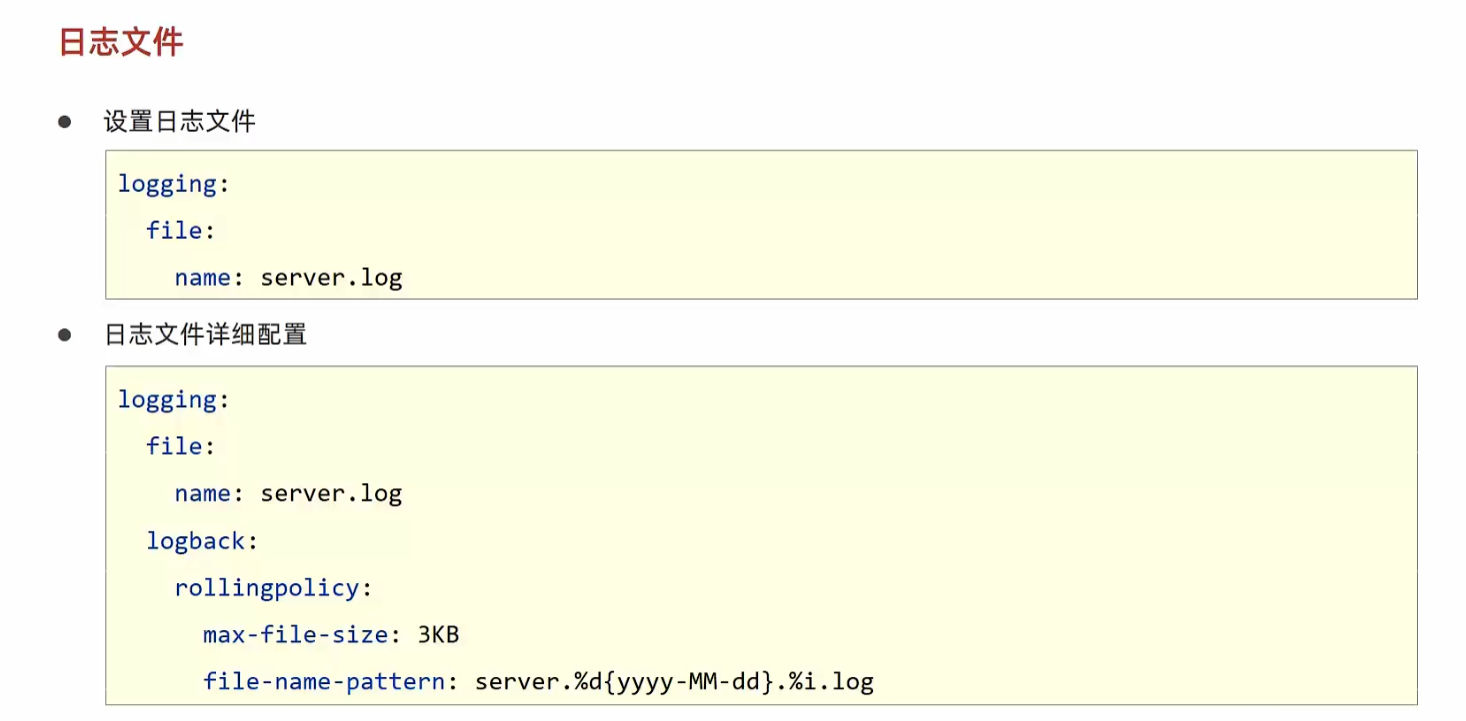 日志文件
● 设置日志文件
logging:
  file:
    name: server.log
● 日志文件详细配置
logging:
  file:
    name: server.log
  logback:
    rollingpolicy:
      max-file-size: 3KB
      file-name-pattern: server.%d{yyyy-MM-dd}.%i.log